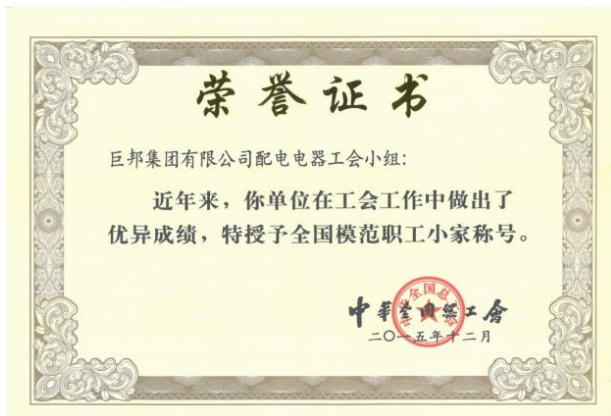 荣誉证书
巨邦集团有限公司配电电器工会小组:
近年来，你单位在工会工作中做出了
优异成绩，特授予全国模范职工小家称号。
中華全國總工會
二〇一五年十二月